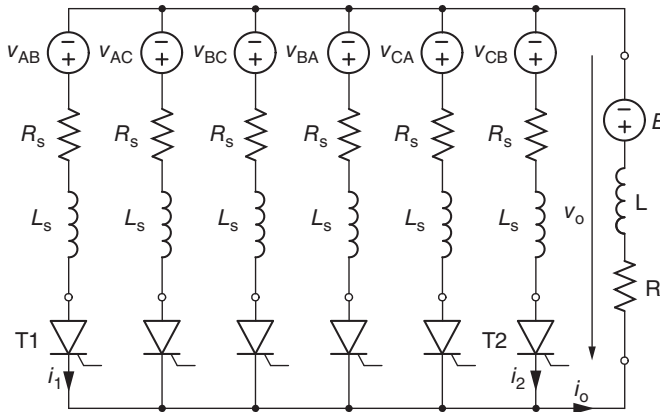 vAB
vAC
vBC
vBA
vCA
vCB
− + − + − + − + − + − +
− +
E
Rs Rs Rs Rs Rs Rs
Ls Ls Ls Ls Ls Ls
vo
L
R
T1
T2
i1
i2
io